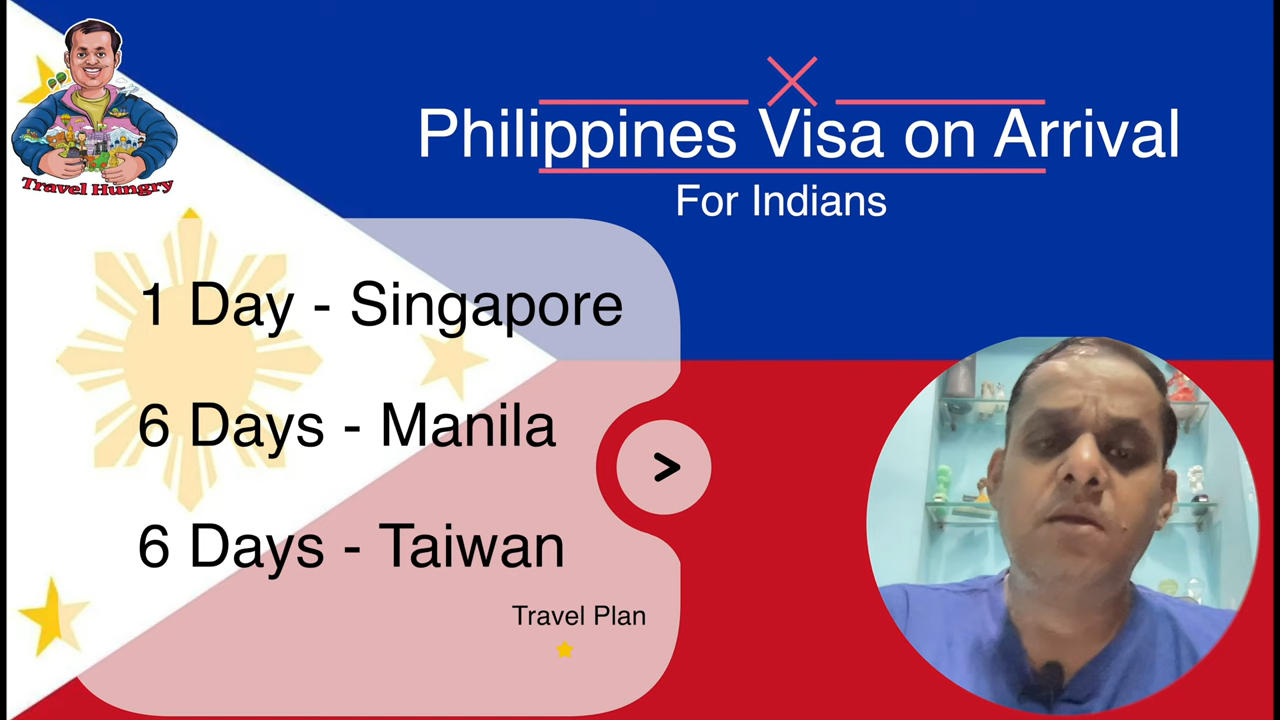 Travel Hungry
Philippines Visa on Arrival
For Indians
1 Day - Singapore
6 Days - Manila
>
6 Days - Taiwan
Travel Plan